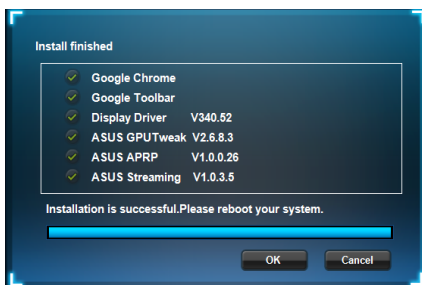 Install finished
Google Chrome
Google Toolbar
Display Driver V340.52
ASUS GPUTweak V2.6.8.3
ASUS APRP V1.0.0.26
ASUS Streaming V1.0.3.5
Installation is successful.Please reboot your system.
OK Cancel